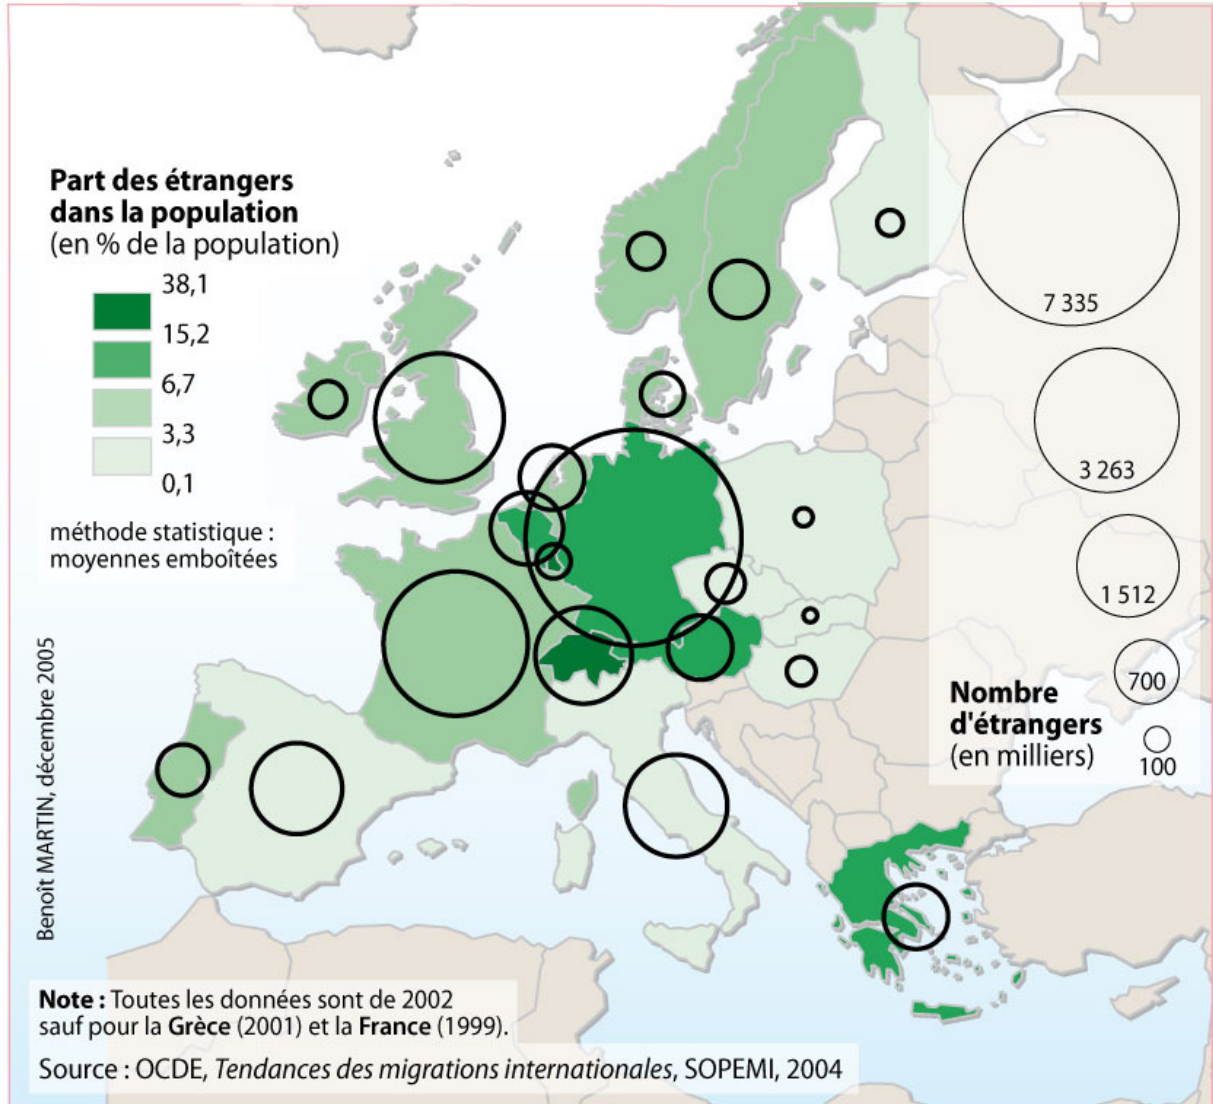 Part des étrangers
dans la population
(en % de la population)
38,1
15,2
6,7
3,3
0,1
méthode statistique :
moyennes emboîtées
7 335
3 263
1 512
700
100
Nombre
d'étrangers
(en milliers)
Benoît MARTIN, décembre 2005
Note : Toutes les données sont de 2002
sauf pour la Grèce (2001) et la France (1999).
Source : OCDE, Tendances des migrations internationales, SOPEMI, 2004